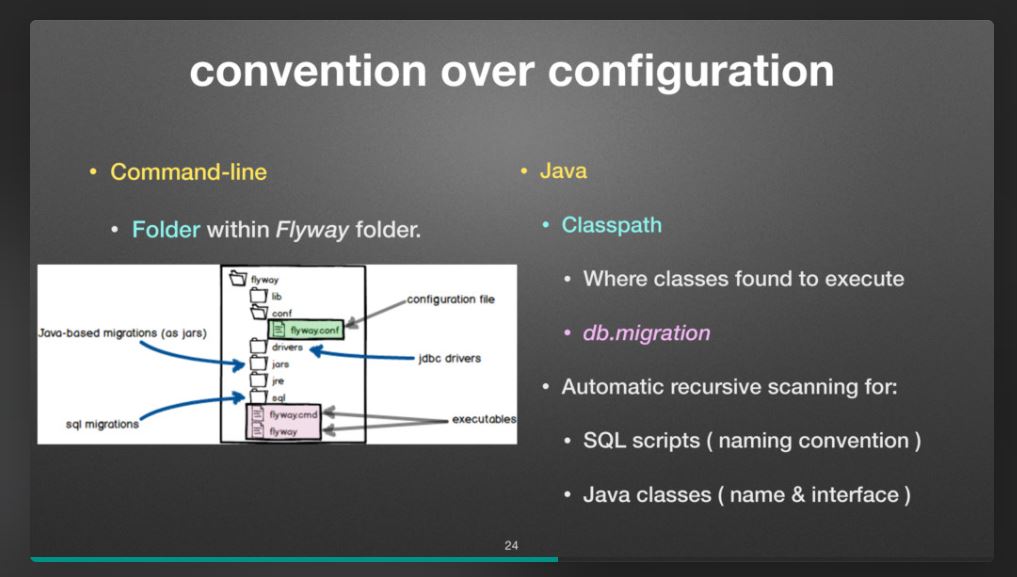 convention over configuration
• Command-line
• Folder within Flyway folder.
flyway
lib
conf
flyway.conf
drivers
jars
jre
sql
flyway.cmd
flyway
configuration file
Java-based migrations (as jars)
jdbc drivers
sql migrations
executables
• Java
• Classpath
• Where classes found to execute
• db.migration
• Automatic recursive scanning for:
• SQL scripts ( naming convention )
• Java classes ( name & interface )
24